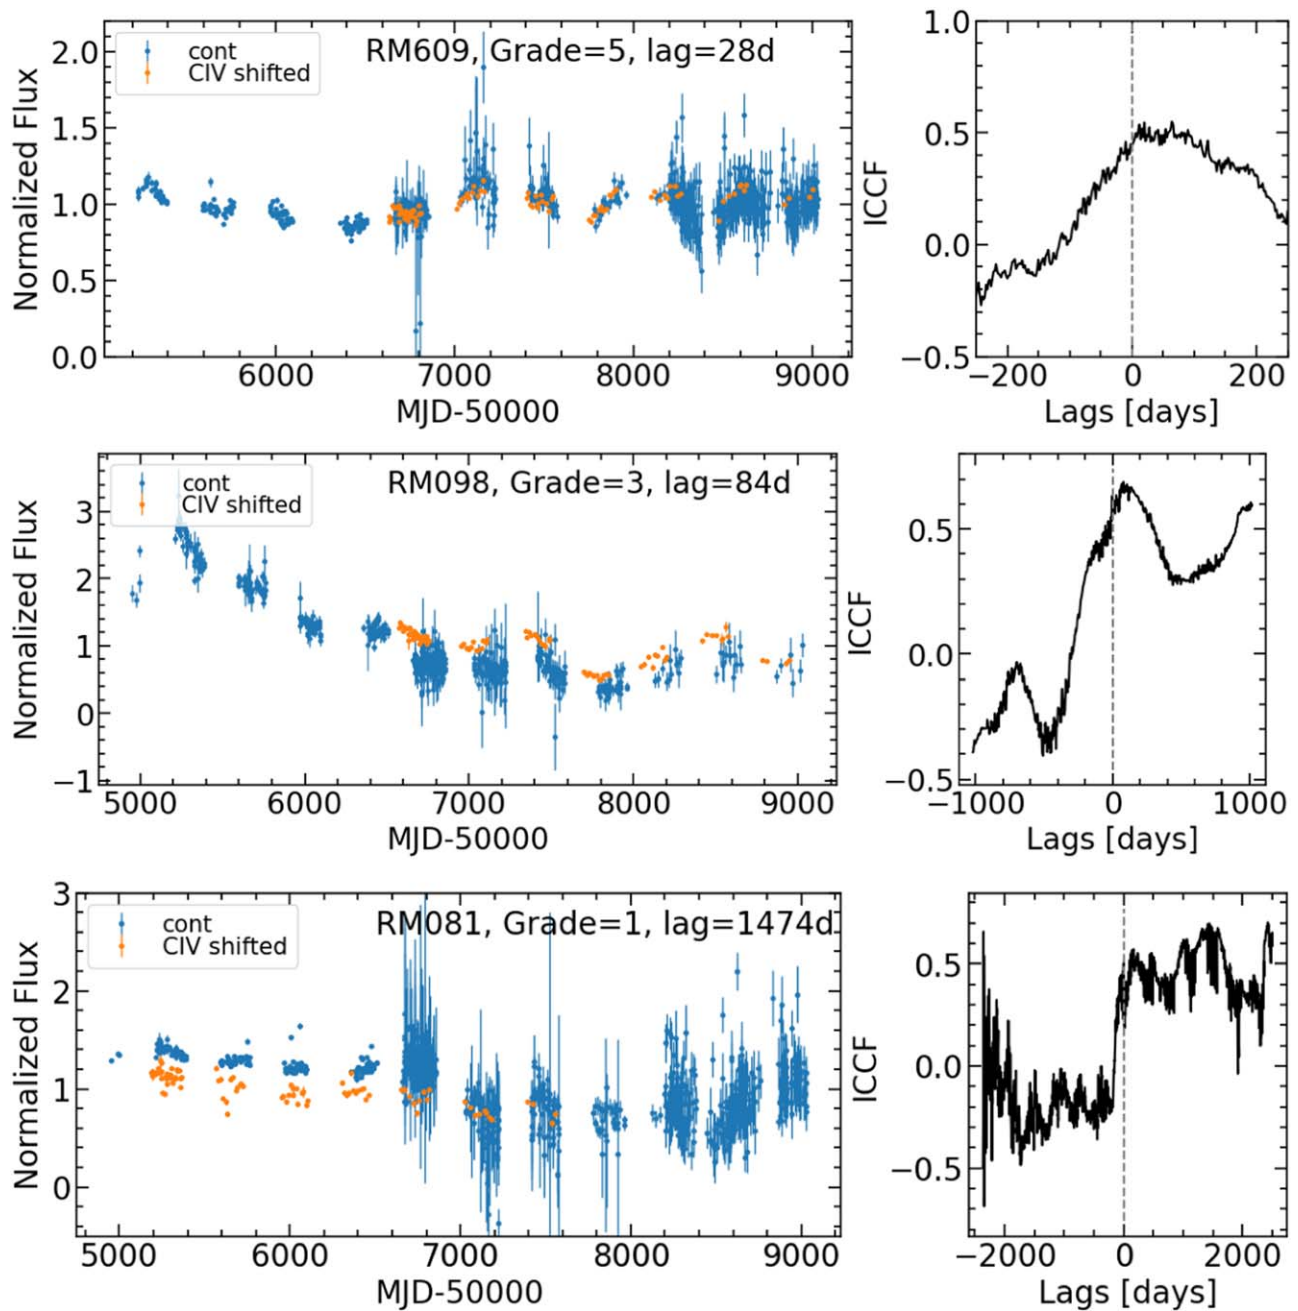 RM609, Grade=5, lag=28d
cont
CIV shifted
Normalized Flux
2.0
1.5
1.0
0.5
0.0
6000 7000 8000 9000
MJD-50000
ICCF
1.0
0.5
0.0
−0.5
−200 0 200
Lags [days]
RM098, Grade=3, lag=84d
cont
CIV shifted
Normalized Flux
3
2
1
0
−1
5000 6000 7000 8000 9000
MJD-50000
ICCF
0.5
0.0
−0.5
−1000 0 1000
Lags [days]
RM081, Grade=1, lag=1474d
cont
CIV shifted
Normalized Flux
3
2
1
0
5000 6000 7000 8000 9000
MJD-50000
ICCF
0.5
0.0
−0.5
−2000 0 2000
Lags [days]